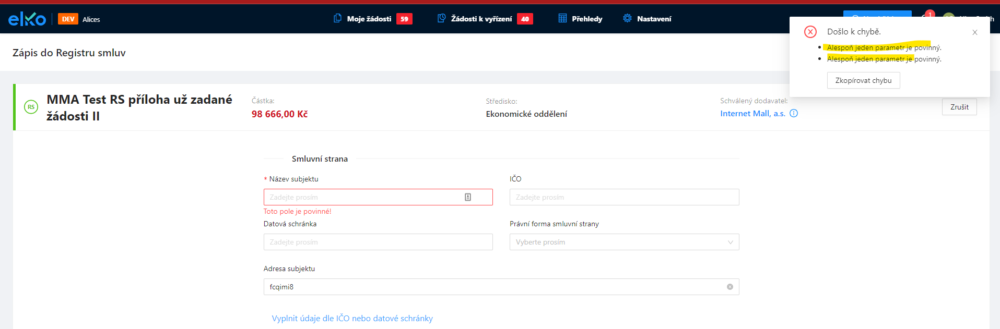 elko
DEV Alices
Moje žádosti 59
Žádosti k vyřízení 40
Přehledy
Nastavení
1
Došlo k chybě.
Alespoň jeden parametr je povinný.
Alespoň jeden parametr je povinný.
Zkopírovat chybu
Zápis do Registru smluv
RS
MMA Test RS příloha už zadané
žádosti II
Částka:
98 666,00 Kč
Středisko:
Ekonomické oddělení
Schválený dodavatel:
Internet Mall, a.s.
Zrušit
Smluvní strana
* Název subjektu
Zadejte prosím
Toto pole je povinné!
IČO
Zadejte prosím
Datová schránka
Zadejte prosím
Právní forma smluvní strany
Vyberte prosím
Adresa subjektu
fcqimi8
Vyplnit údaje dle IČO nebo datové schránky